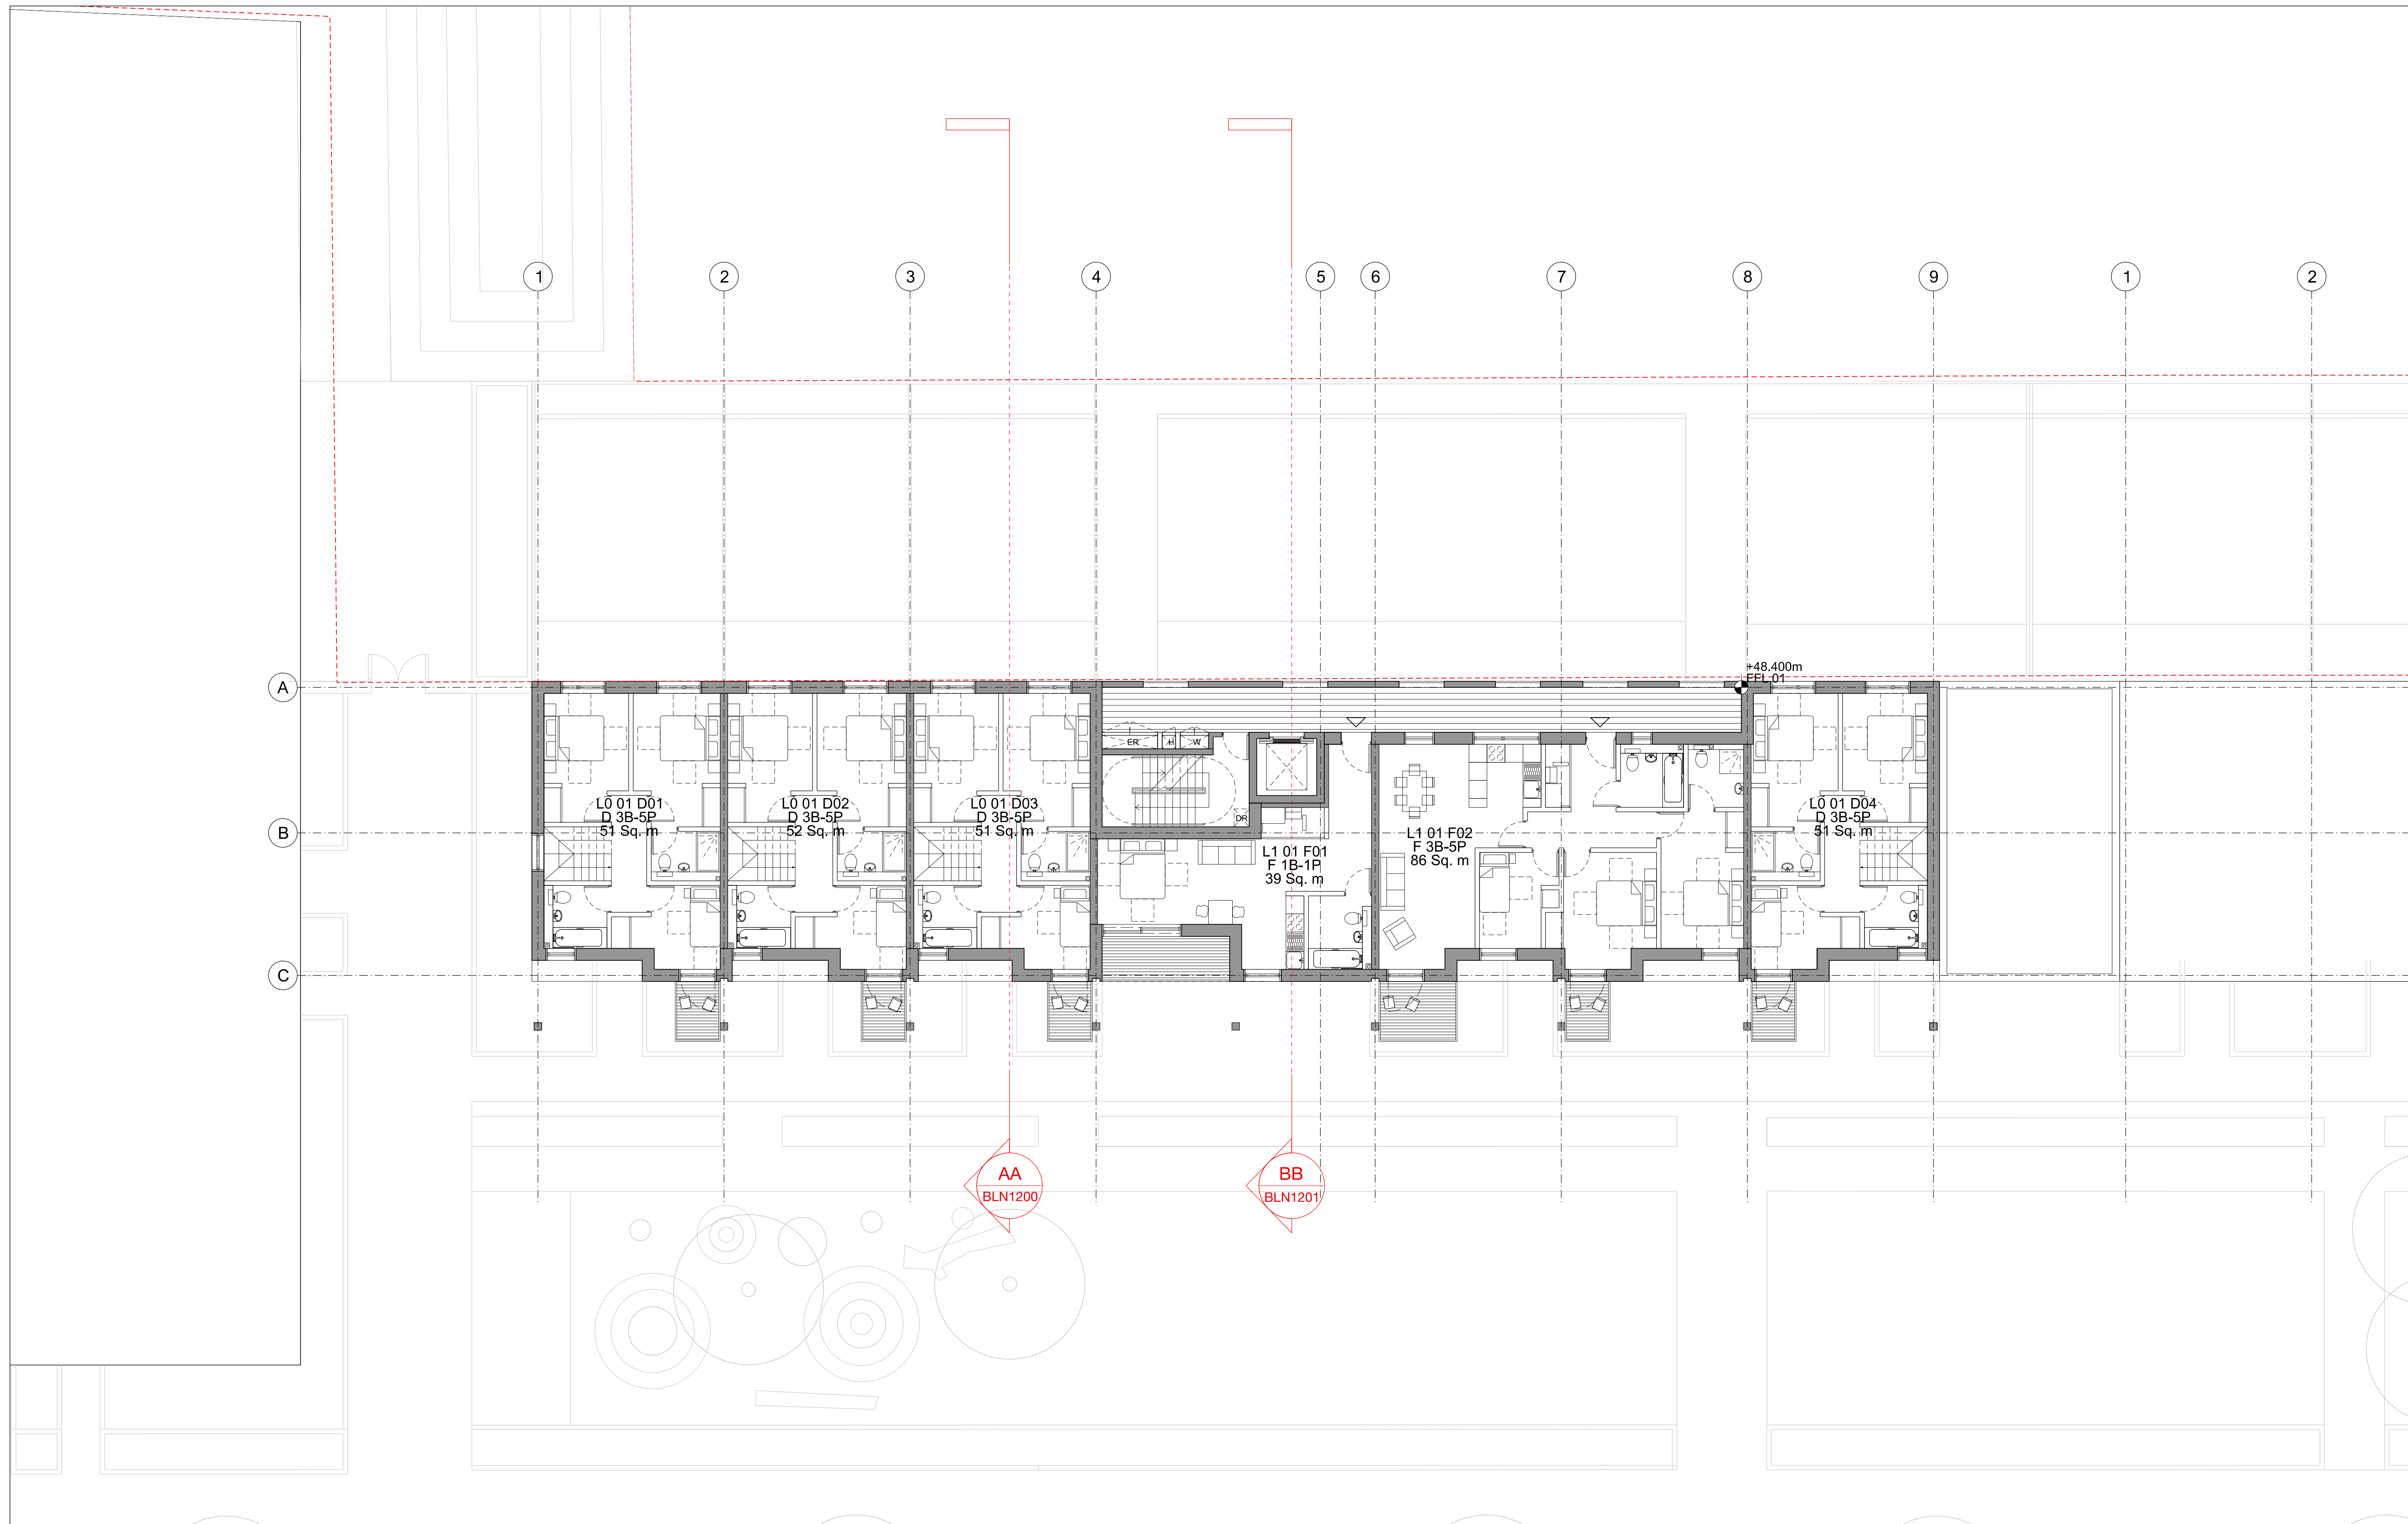 1
2
3
4
5
6
7
8
9
1
2
A
B
C
+48.400m
FFL 01
ER
H
W
DR
L0 01 D01
D 3B-5P
51 Sq. m
L0 01 D02
D 3B-5P
52 Sq. m
L0 01 D03
D 3B-5P
51 Sq. m
L1 01 F01
F 1B-1P
39 Sq. m
L1 01 F02
F 3B-5P
86 Sq. m
L0 01 D04
D 3B-5P
51 Sq. m
AA
BLN1200
BB
BLN1201